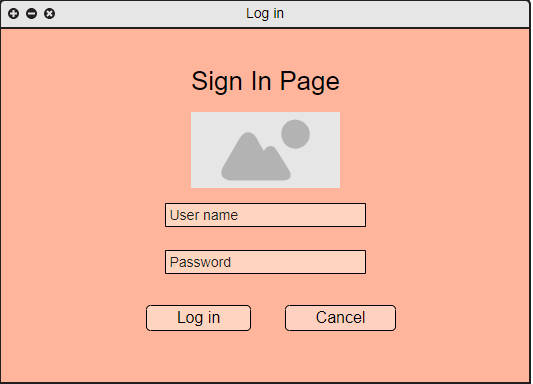 Log in
Sign In Page
User name
Password
Log in
Cancel